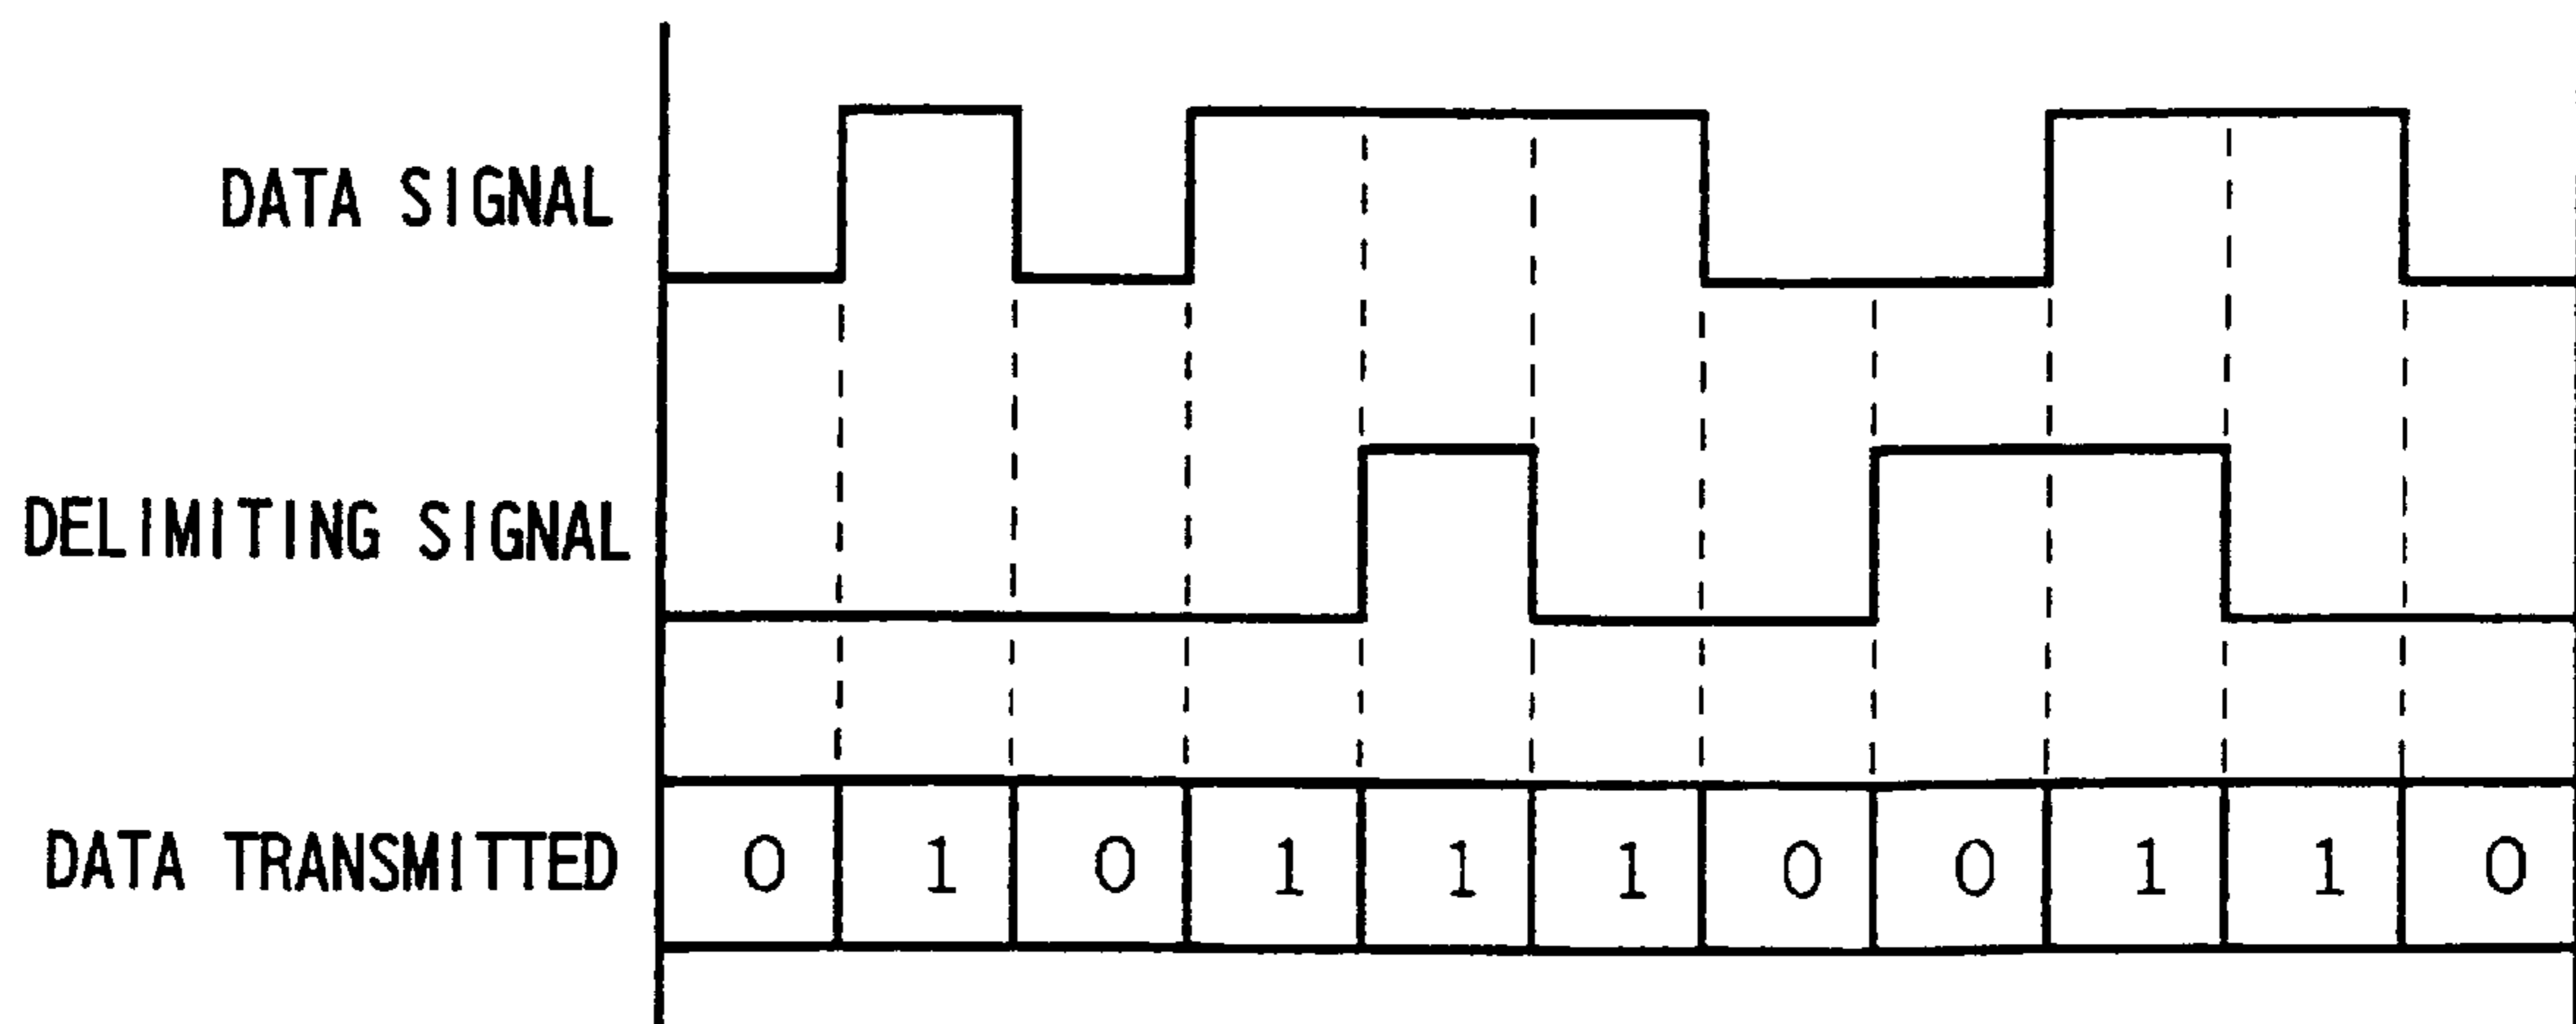 DATA SIGNAL
DELIMITING SIGNAL
DATA TRANSMITTED 0 1 0 1 1 1 0 0 1 1 0